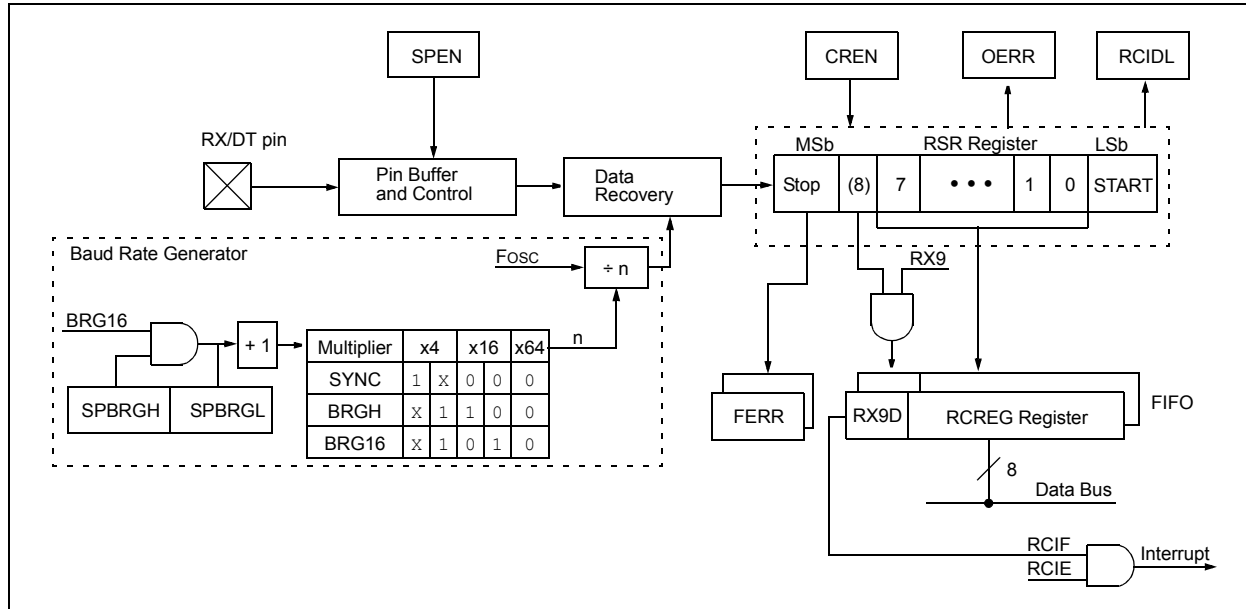 SPEN
CREN
OERR
RCIDL
RX/DT pin
Pin Buffer
and Control
Data
Recovery
MSb
RSR Register
LSb
Stop (8) 7 • • • 1 0 START
Baud Rate Generator
FOSC
÷ n
RX9
BRG16
+ 1
n
Multiplier x4 x16 x64
SYNC 1 X 0 0 0
BRGH X 1 1 0 0
BRG16 X 1 0 1 0
SPBRGH SPBRGL
FERR
RX9D RCREG Register
FIFO
8
Data Bus
RCIF
RCIE
Interrupt